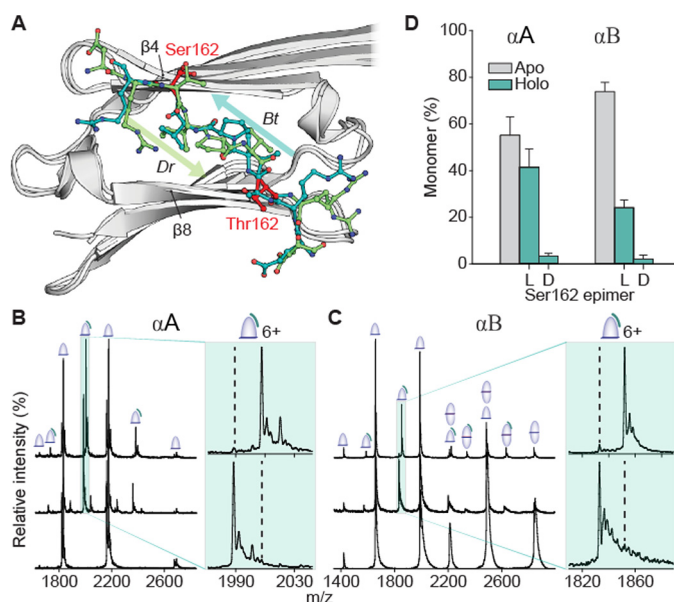 A
β4
Ser162
Bt
Dr
Thr162
β8
D
αA
αB
Apo
Holo
Monomer (%)
100
80
60
40
20
0
L D
L D
Ser162 epimer
B
αA
6+
C
αB
6+
Relative intensity (%)
1800
2200
2600
1990
2030
1400
1800
2200
2600
1820
1860
m/z